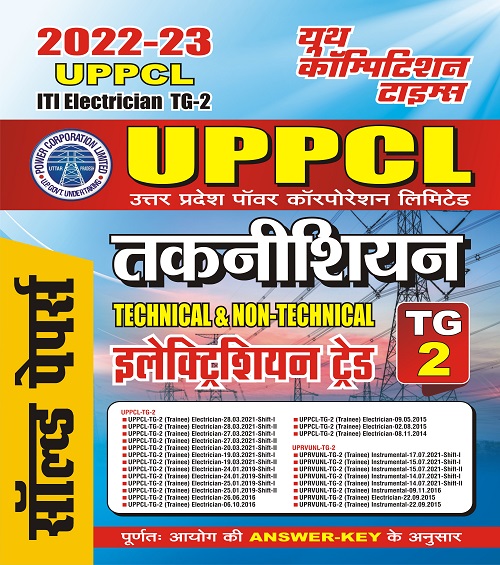 2022-23
UPPCL
ITI Electrician TG-2
यूथ
कॉम्पिटिशन
टाइम्स
POWER CORPORATION LIMITED
UTTAR PRADESH
U.P.GOVT. UNDERTAKING
UPPCL
उत्तर प्रदेश पॉवर कॉरपोरेशन लिमिटेड
सॉल्व्ड पेपर्स
तकनीशियन
TECHNICAL & NON-TECHNICAL
इलेक्ट्रिशियन ट्रेड
TG
2
UPPCL-TG-2
UPPCL-TG-2 (Trainee) Electrician-28.03.2021-Shift-I
UPPCL-TG-2 (Trainee) Electrician-28.03.2021-Shift-II
UPPCL-TG-2 (Trainee) Electrician-27.03.2021-Shift-I
UPPCL-TG-2 (Trainee) Electrician-27.03.2021-Shift-II
UPPCL-TG-2 (Trainee) Electrician-20.03.2021-Shift-II
UPPCL-TG-2 (Trainee) Electrician-19.03.2021-Shift-I
UPPCL-TG-2 (Trainee) Electrician-19.03.2021-Shift-II
UPPCL-TG-2 (Trainee) Electrician-24.01.2019-Shift-I
UPPCL-TG-2 (Trainee) Electrician-24.01.2019-Shift-II
UPPCL-TG-2 (Trainee) Electrician-25.01.2019-Shift-I
UPPCL-TG-2 (Trainee) Electrician-25.01.2019-Shift-II
UPPCL-TG-2 (Trainee) Electrician-26.06.2016
UPPCL-TG-2 (Trainee) Electrician-06.10.2016
UPPCL-TG-2 (Trainee) Electrician-09.05.2015
UPPCL-TG-2 (Trainee) Electrician-02.08.2015
UPPCL-TG-2 (Trainee) Electrician-08.11.2014
UPRVUNL-TG-2
UPRVUNL-TG-2 (Trainee) Instrumental-17.07.2021-Shift-I
UPRVUNL-TG-2 (Trainee) Instrumental-15.07.2021-Shift-I
UPRVUNL-TG-2 (Trainee) Instrumental-15.07.2021-Shift-II
UPRVUNL-TG-2 (Trainee) Instrumental-14.07.2021-Shift-I
UPRVUNL-TG-2 (Trainee) Instrumental-14.07.2021-Shift-II
UPRVUNL-TG-2 (Trainee) Instrumental-09.11.2016
UPRVUNL-TG-2 (Trainee) Electrician-22.09.2015
UPRVUNL-TG-2 (Trainee) Instrumental-22.09.2015
पूर्णतः आयोग की ANSWER-KEY के अनुसार